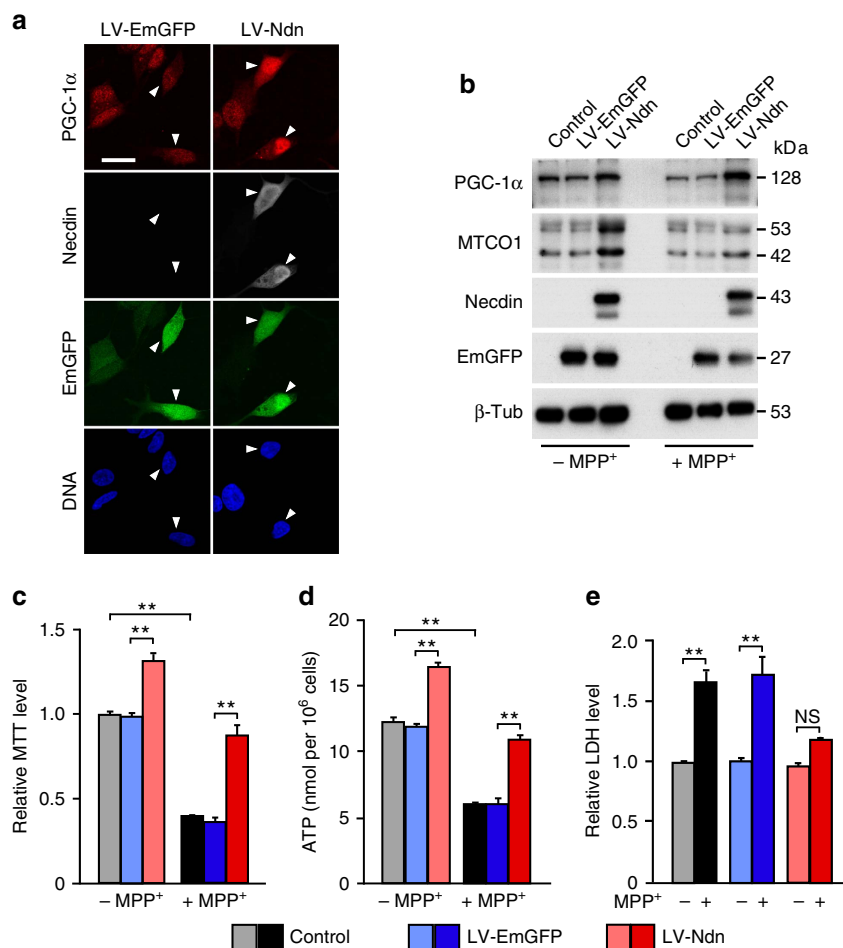 a
LV-EmGFP LV-Ndn
PGC-1α
Necdin
EmGFP
DNA
b
Control LV-EmGFP LV-Ndn Control LV-EmGFP LV-Ndn kDa
PGC-1α 128
MTCO1 53
42
Necdin 43
EmGFP 27
β-Tub 53
– MPP⁺ + MPP⁺
c
Relative MTT level
1.5
1.0
0.5
0
** ** **
– MPP⁺ + MPP⁺
d
ATP (nmol per 10⁶ cells)
20
15
10
5
0
** ** **
– MPP⁺ + MPP⁺
e
Relative LDH level
2.0
1.5
1.0
0.5
0
** ** NS
MPP⁺ – + – + – +
Control LV-EmGFP LV-Ndn